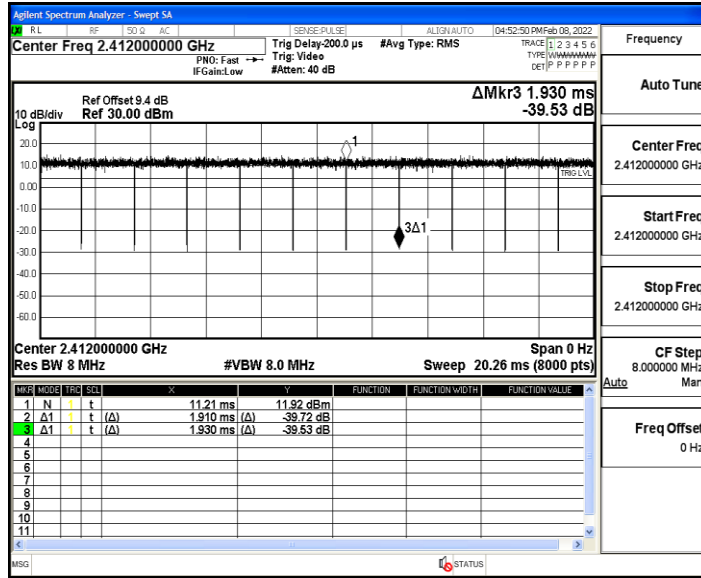 Agilent Spectrum Analyzer - Swept SA
RL RF 50 Ω AC SENSE:PULSE ALIGN AUTO 04:52:50 PM Feb 08, 2022
Center Freq 2.412000000 GHz
PNO: Fast
IFGain:Low
Trig Delay-200.0 µs
Trig: Video
#Atten: 40 dB
#Avg Type: RMS
TRACE 1 2 3 4 5 6
TYPE
DET P P P P P P
Ref Offset 9.4 dB
10 dB/div Ref 30.00 dBm
Log
ΔMkr3 1.930 ms
-39.53 dB
20.0
10.0
0.00
-10.0
-20.0
-30.0
-40.0
-50.0
-60.0
1
TRIG LVL
3Δ1
Center 2.412000000 GHz Span 0 Hz
Res BW 8 MHz #VBW 8.0 MHz Sweep 20.26 ms (8000 pts)
MKR MODE TRC SCL X Y FUNCTION FUNCTION WIDTH FUNCTION VALUE
1 N 1 t 11.21 ms 11.92 dBm
2 Δ1 1 t (Δ) 1.910 ms (Δ) -39.72 dB
3 Δ1 1 t (Δ) 1.930 ms (Δ) -39.53 dB
4
5
6
7
8
9
10
11
MSG STATUS
Frequency
Auto Tune
Center Freq
2.412000000 GHz
Start Freq
2.412000000 GHz
Stop Freq
2.412000000 GHz
CF Step
8.000000 MHz
Auto Man
Freq Offset
0 Hz